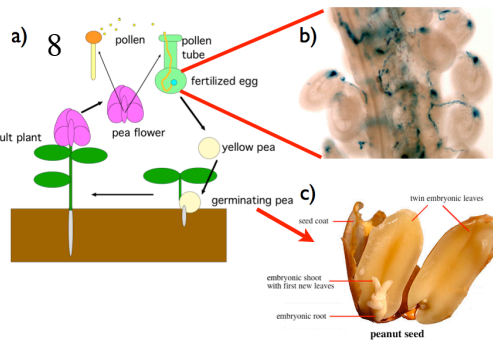 a) 8
pollen
pollen
tube
fertilized egg
ult plant
pea flower
yellow pea
germinating pea
b)
c)
seed coat
twin embryonic leaves
embryonic shoot
with first new leaves
embryonic root
peanut seed